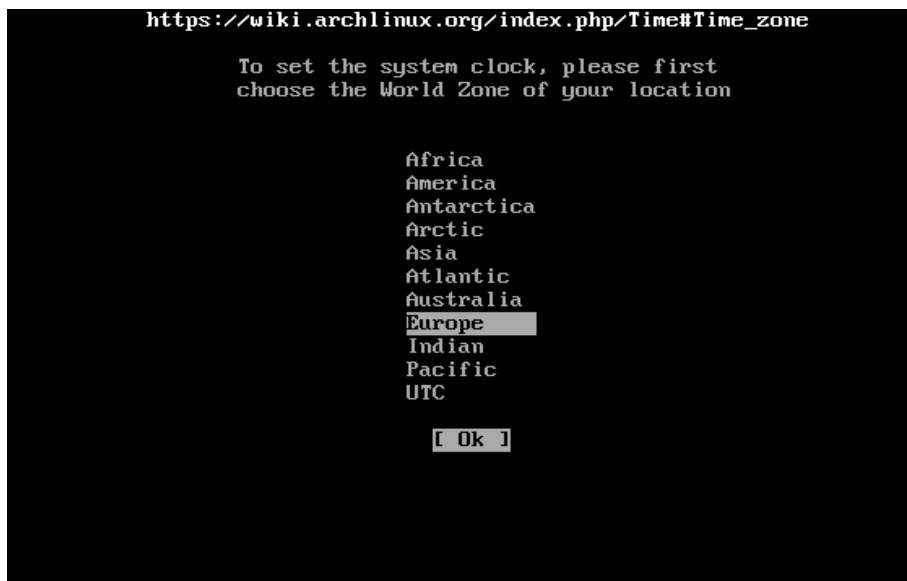 https://wiki.archlinux.org/index.php/Time#Time_zone
To set the system clock, please first
choose the World Zone of your location
Africa
America
Antarctica
Arctic
Asia
Atlantic
Australia
Europe
Indian
Pacific
UTC
[ Ok ]